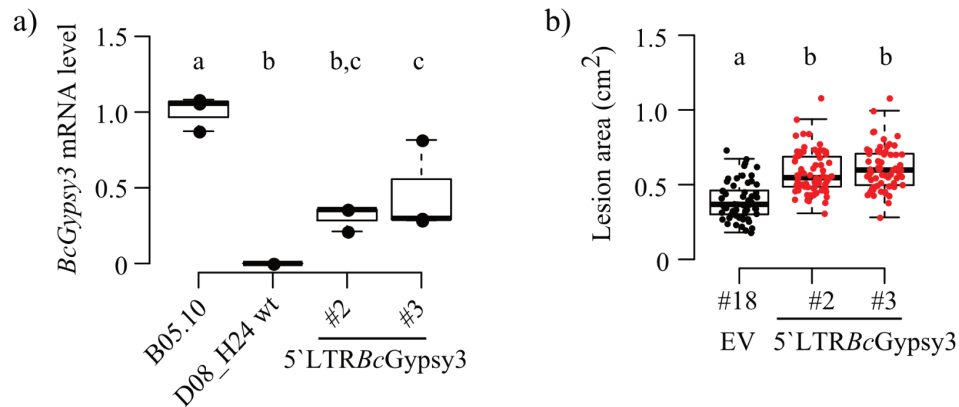 a)
BcGypsy3 mRNA level
1.5
1.0
0.5
0
a
b
b,c
c
B05.10
D08_H24 wt
#2
#3
5`LTRBcGypsy3
b)
Lesion area (cm²)
1.5
1.0
0.5
0
a
b
b
#18
#2
#3
EV
5`LTRBcGypsy3